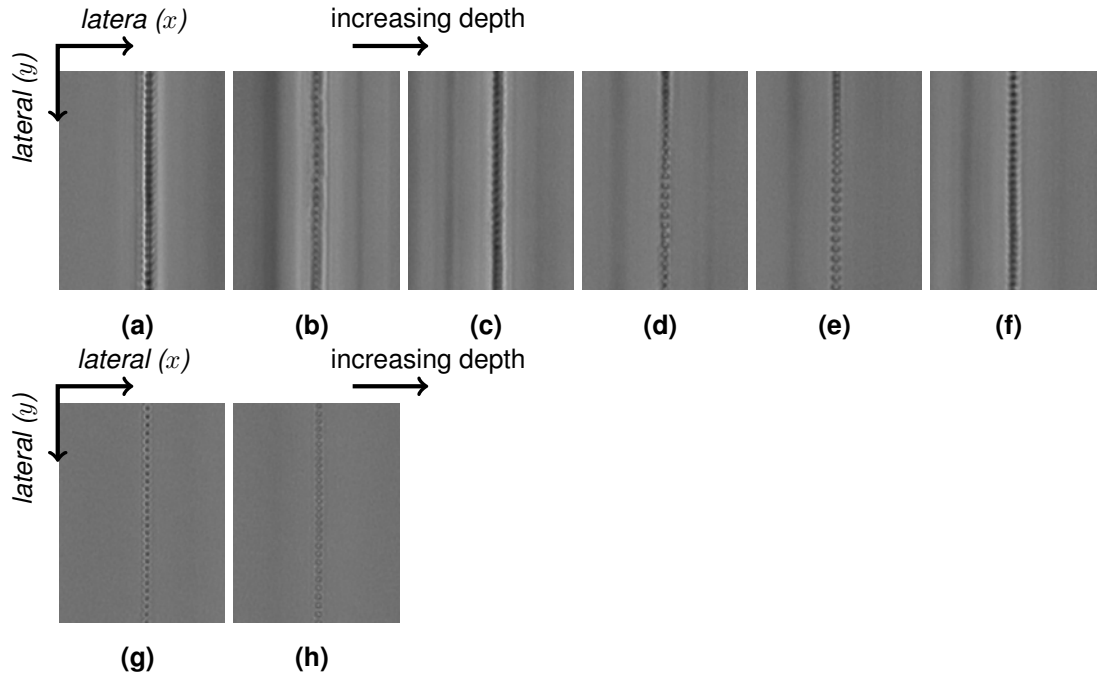 latera (x)
increasing depth
lateral (y)
(a)
(b)
(c)
(d)
(e)
(f)
lateral (x)
increasing depth
lateral (y)
(g)
(h)